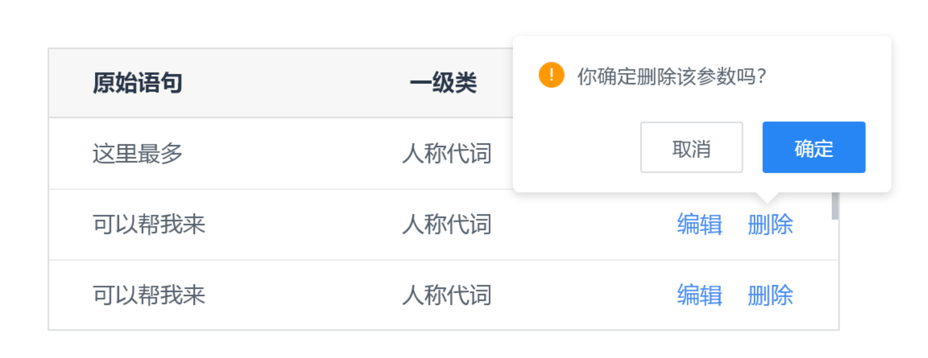 原始语句 一级类
你确定删除该参数吗?
取消 确定
这里最多 人称代词
可以帮我来 人称代词 编辑 删除
可以帮我来 人称代词 编辑 删除